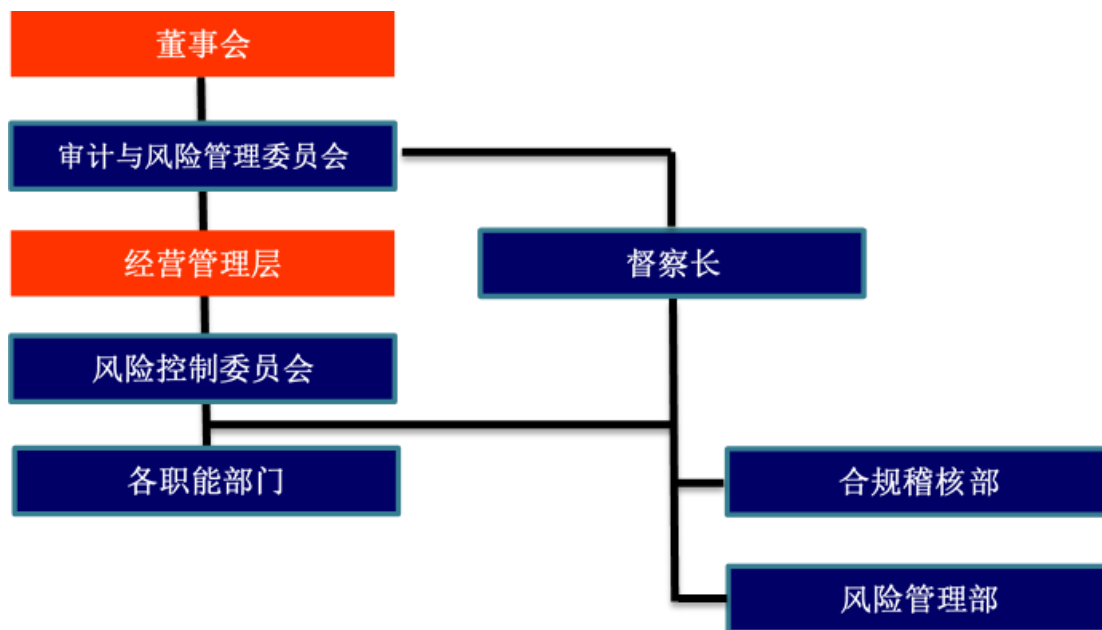 董事会
审计与风险管理委员会
经营管理层
督察长
风险控制委员会
各职能部门
合规稽核部
风险管理部